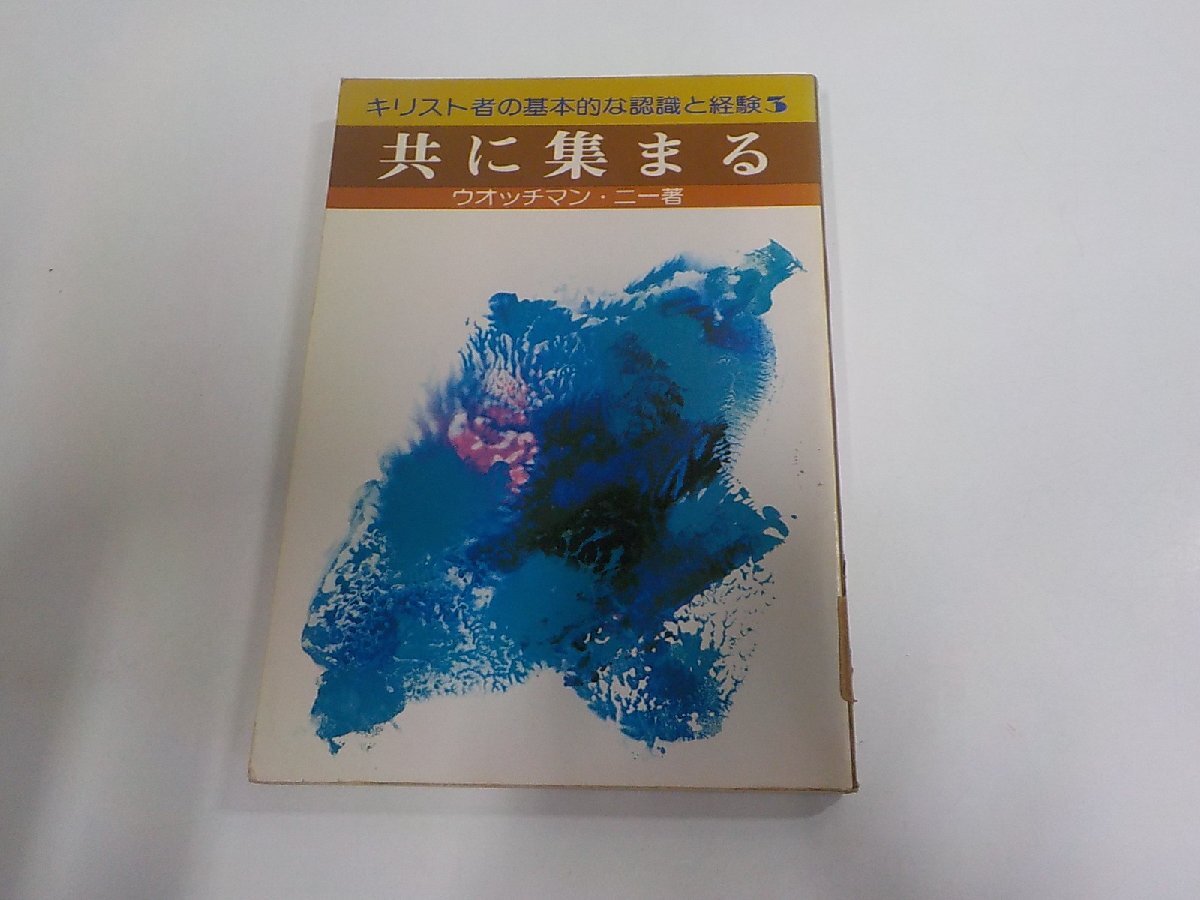 キリスト者の基本的な認識と経験3
共に集まる
ウオッチマン・ニー著